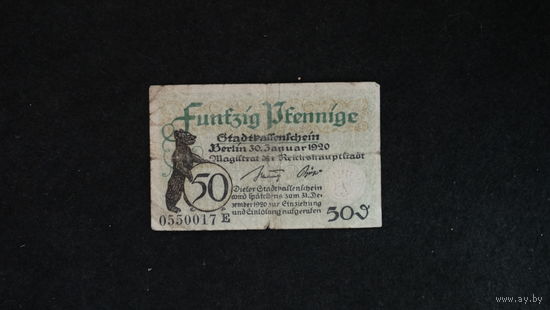 Funfzig Pfennige
Stadtkassenschein
Berlin 30. Januar 1920
Magistrat der Reichshauptstadt
50
Dieser Stadtkassenschein
wird spätestens zum 31. De-
zember 1920 zur Einziehung
und Einlösung aufgerufen
0550017 E
50 ₰
www.ay.by